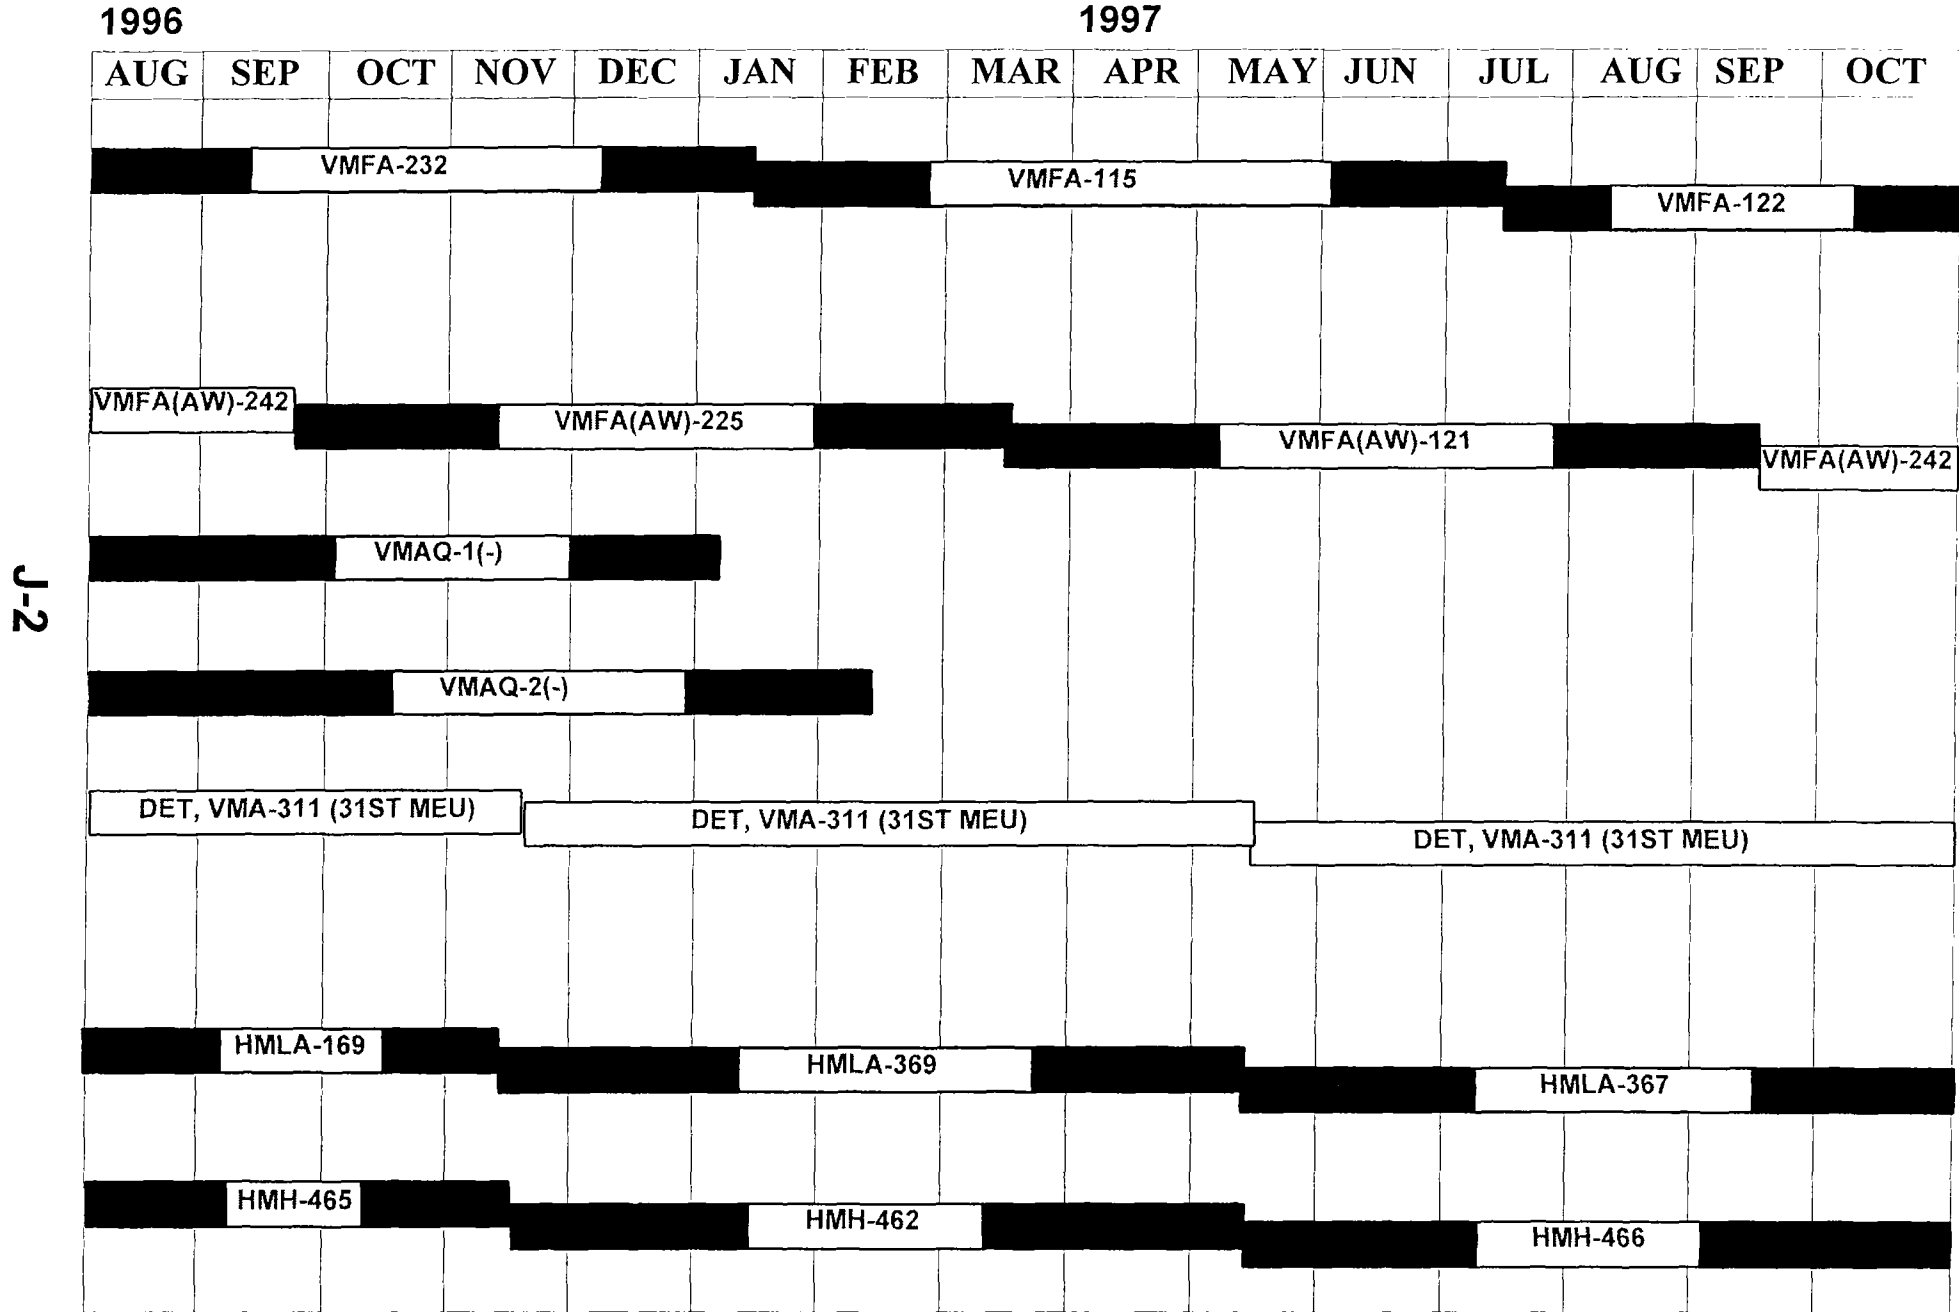 1996 1997
AUG SEP OCT NOV DEC JAN FEB MAR APR MAY JUN JUL AUG SEP OCT
VMFA-232
VMFA-115
VMFA-122
VMFA(AW)-242
VMFA(AW)-225
VMFA(AW)-121
VMFA(AW)-242
VMAQ-1(-)
J-2
VMAQ-2(-)
DET, VMA-311 (31ST MEU)
DET, VMA-311 (31ST MEU)
DET, VMA-311 (31ST MEU)
HMLA-169
HMLA-369
HMLA-367
HMH-465
HMH-462
HMH-466